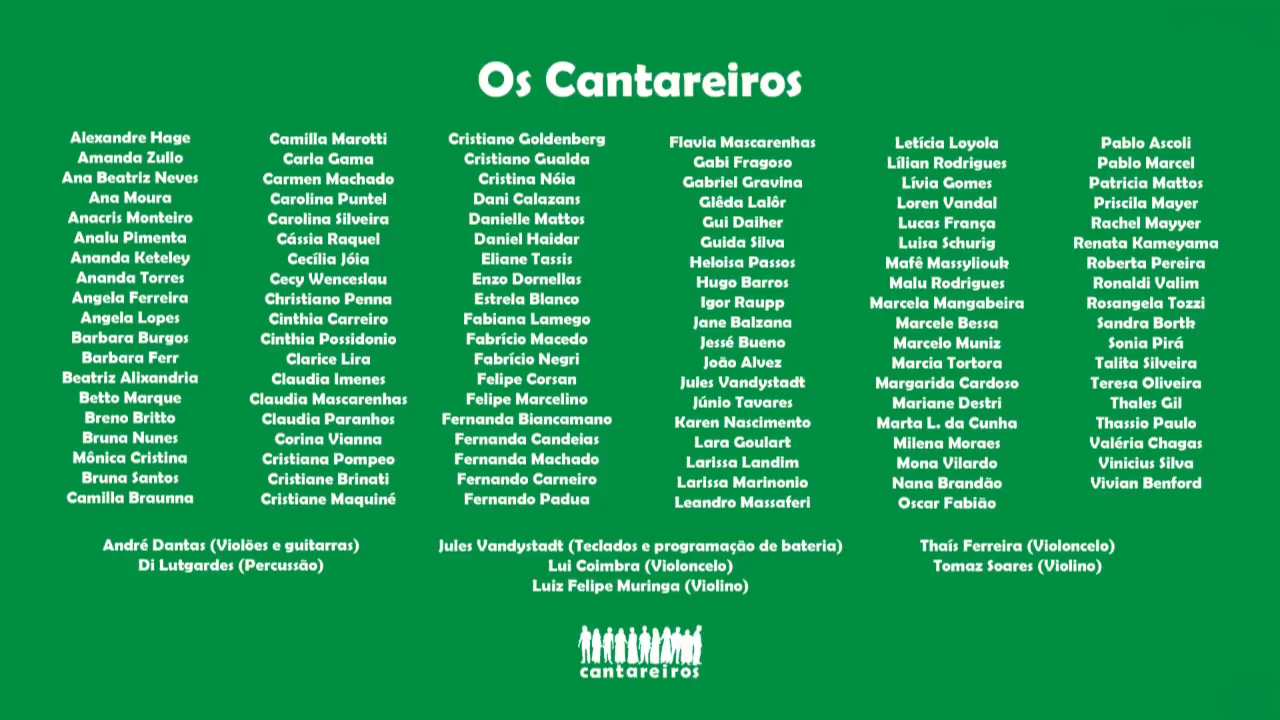 Os Cantareiros
Alexandre Hage
Amanda Zullo
Ana Beatriz Neves
Ana Moura
Anacris Monteiro
Analu Pimenta
Ananda Keteley
Ananda Torres
Angela Ferreira
Angela Lopes
Barbara Burgos
Barbara Ferr
Beatriz Alixandria
Betto Marque
Breno Britto
Bruna Nunes
Mônica Cristina
Bruna Santos
Camilla Braunna
Camilla Marotti
Carla Gama
Carmen Machado
Carolina Puntel
Carolina Silveira
Cássia Raquel
Cecília Jóia
Cecy Wenceslau
Christiano Penna
Cinthia Carreiro
Cinthia Possidonio
Clarice Lira
Claudia Imenes
Claudia Mascarenhas
Claudia Paranhos
Corina Vianna
Cristiana Pompeo
Cristiane Brinati
Cristiane Maquiné
Cristiano Goldenberg
Cristiano Gualda
Cristina Nóia
Dani Calazans
Danielle Mattos
Daniel Haidar
Eliane Tassis
Enzo Dornellas
Estrela Blanco
Fabiana Lamego
Fabrício Macedo
Fabrício Negri
Felipe Corsan
Felipe Marcelino
Fernanda Biancamano
Fernanda Candeias
Fernanda Machado
Fernando Carneiro
Fernando Padua
Flavia Mascarenhas
Gabi Fragoso
Gabriel Gravina
Glêda Lalôr
Gui Daiher
Guida Silva
Heloisa Passos
Hugo Barros
Igor Raupp
Jane Balzana
Jessé Bueno
João Alvez
Jules Vandystadt
Júnio Tavares
Karen Nascimento
Lara Goulart
Larissa Landim
Larissa Marinonio
Leandro Massaferi
Letícia Loyola
Lílian Rodrigues
Lívia Gomes
Loren Vandal
Lucas França
Luisa Schurig
Mafê Massyliouk
Malu Rodrigues
Marcela Mangabeira
Marcele Bessa
Marcelo Muniz
Marcia Tortora
Margarida Cardoso
Mariane Destri
Marta L. da Cunha
Milena Moraes
Mona Vilardo
Nana Brandão
Oscar Fabião
Pablo Ascoli
Pablo Marcel
Patricia Mattos
Priscila Mayer
Rachel Mayyer
Renata Kameyama
Roberta Pereira
Ronaldi Valim
Rosangela Tozzi
Sandra Bortk
Sonia Pirá
Talita Silveira
Teresa Oliveira
Thales Gil
Thassio Paulo
Valéria Chagas
Vinicius Silva
Vivian Benford
André Dantas (Violões e guitarras)
Di Lutgardes (Percussão)
Jules Vandystadt (Teclados e programação de bateria)
Lui Coimbra (Violoncelo)
Luiz Felipe Muringa (Violino)
Thaís Ferreira (Violoncelo)
Tomaz Soares (Violino)
cantareiros